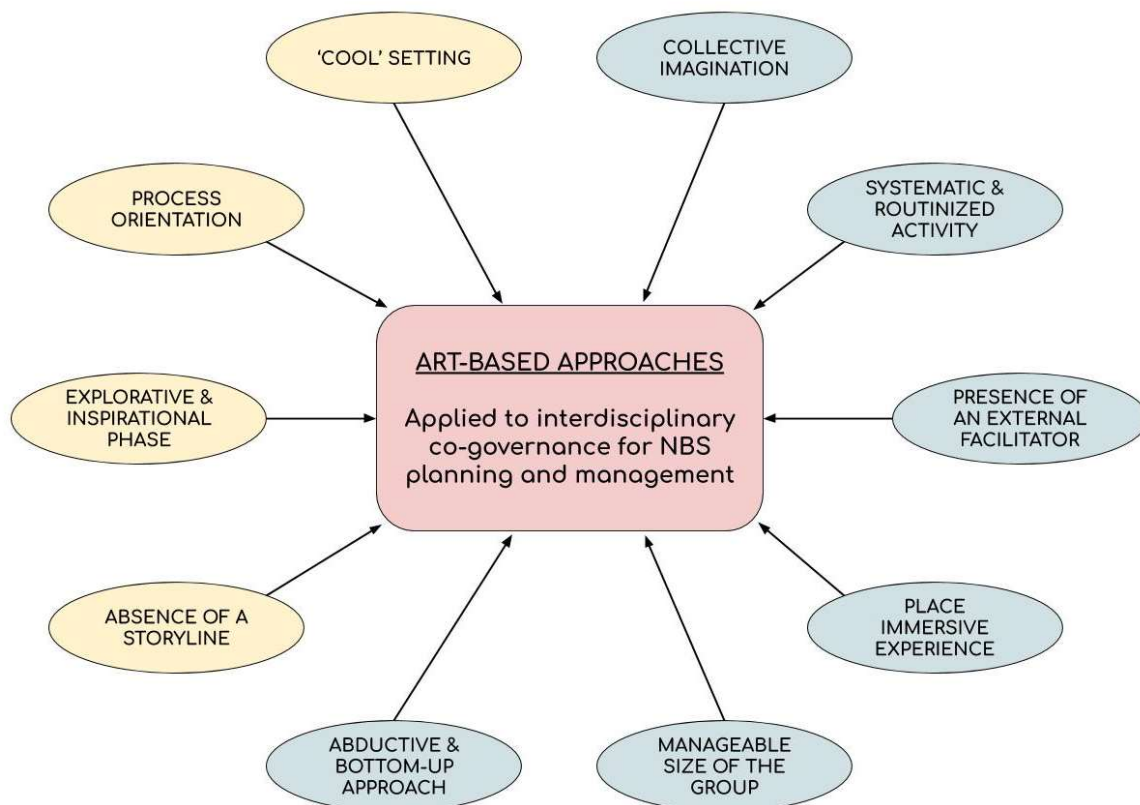 ‘COOL’ SETTING
COLLECTIVE
IMAGINATION
PROCESS
ORIENTATION
SYSTEMATIC &
ROUTINIZED
ACTIVITY
ART-BASED APPROACHES
Applied to interdisciplinary
co-governance for NBS
planning and management
EXPLORATIVE &
INSPIRATIONAL
PHASE
PRESENCE OF
AN EXTERNAL
FACILITATOR
ABSENCE OF A
STORYLINE
PLACE
IMMERSIVE
EXPERIENCE
ABDUCTIVE &
BOTTOM-UP
APPROACH
MANAGEABLE
SIZE OF THE
GROUP